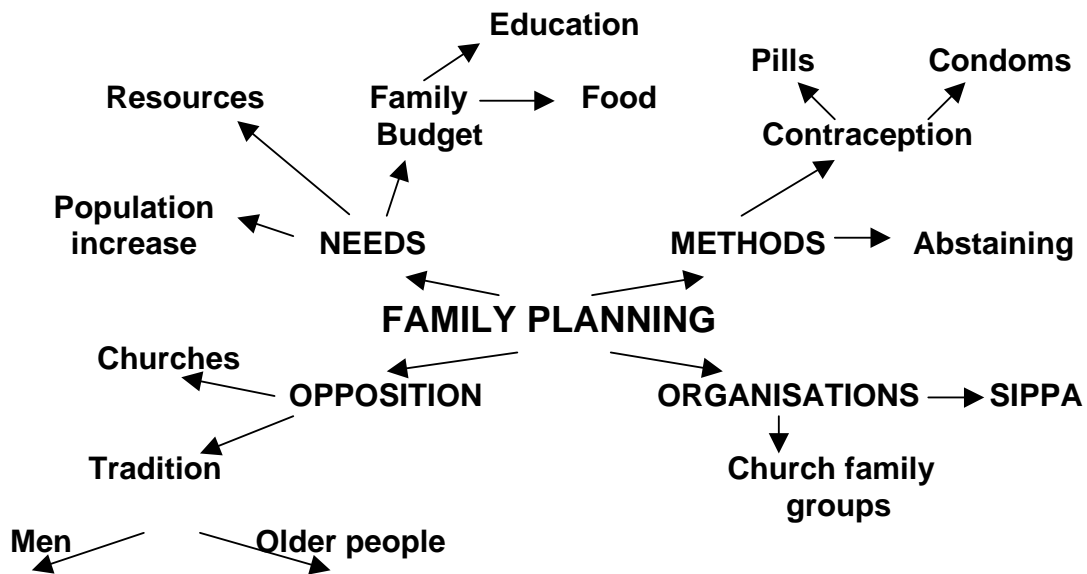 Education
Pills
Condoms
Resources
Family
Budget
Food
Contraception
Population
increase
NEEDS
METHODS
Abstaining
FAMILY PLANNING
Churches
OPPOSITION
ORGANISATIONS
SIPPA
Tradition
Church family
groups
Men
Older people